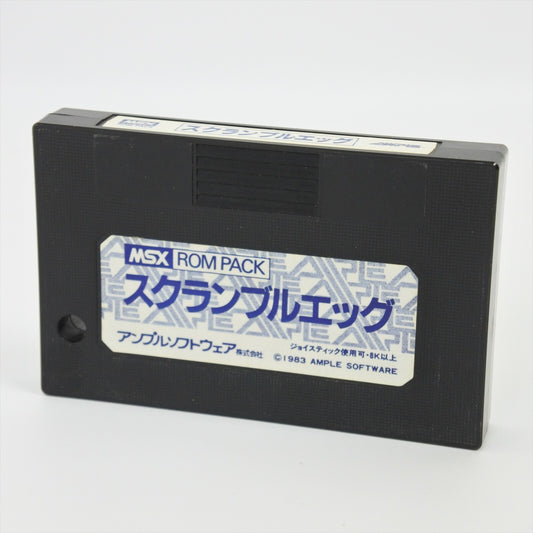 スクランブルエッグ
MSX ROM PACK
スクランブルエッグ
ジョイスティック使用可・8K以上
アンプルソフトウェア株式会社 ©1983 AMPLE SOFTWARE